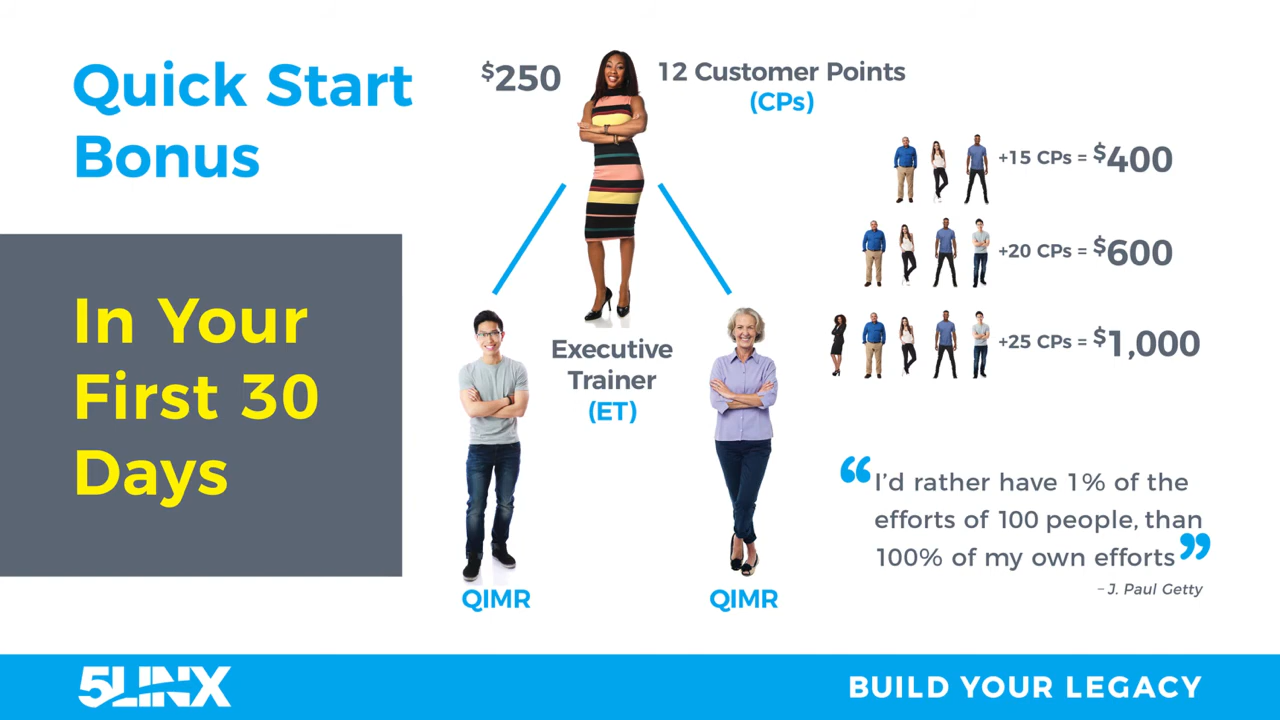 Quick Start
Bonus
In Your
First 30
Days
$250
12 Customer Points
(CPs)
Executive
Trainer
(ET)
QIMR
QIMR
+15 CPs = $400
+20 CPs = $600
+25 CPs = $1,000
“I’d rather have 1% of the
efforts of 100 people, than
100% of my own efforts”
– J. Paul Getty
5LINX
BUILD YOUR LEGACY